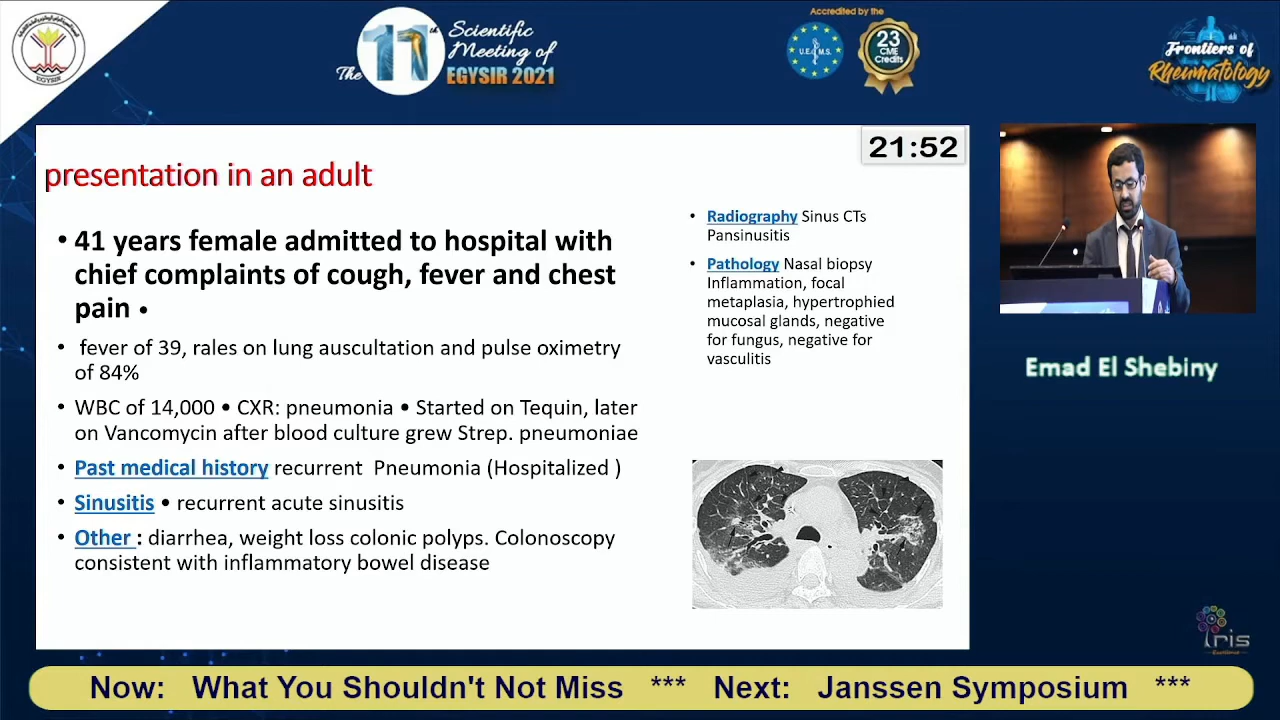 EGYSIR
The 11th
Scientific
Meeting of
EGYSIR 2021
Accredited by the
U.E.M.S.
23
CME
Credits
Frontiers of
Rheumatology
21:52
presentation in an adult
• 41 years female admitted to hospital with
chief complaints of cough, fever and chest
pain •
• fever of 39, rales on lung auscultation and pulse oximetry
of 84%
• WBC of 14,000 • CXR: pneumonia • Started on Tequin, later
on Vancomycin after blood culture grew Strep. pneumoniae
• Past medical history recurrent Pneumonia (Hospitalized )
• Sinusitis • recurrent acute sinusitis
• Other : diarrhea, weight loss colonic polyps. Colonoscopy
consistent with inflammatory bowel disease
• Radiography Sinus CTs
Pansinusitis
• Pathology Nasal biopsy
Inflammation, focal
metaplasia, hypertrophied
mucosal glands, negative
for fungus, negative for
vasculitis
Emad El Shebiny
Iris
Now: What You Shouldn't Not Miss *** Next: Janssen Symposium ***